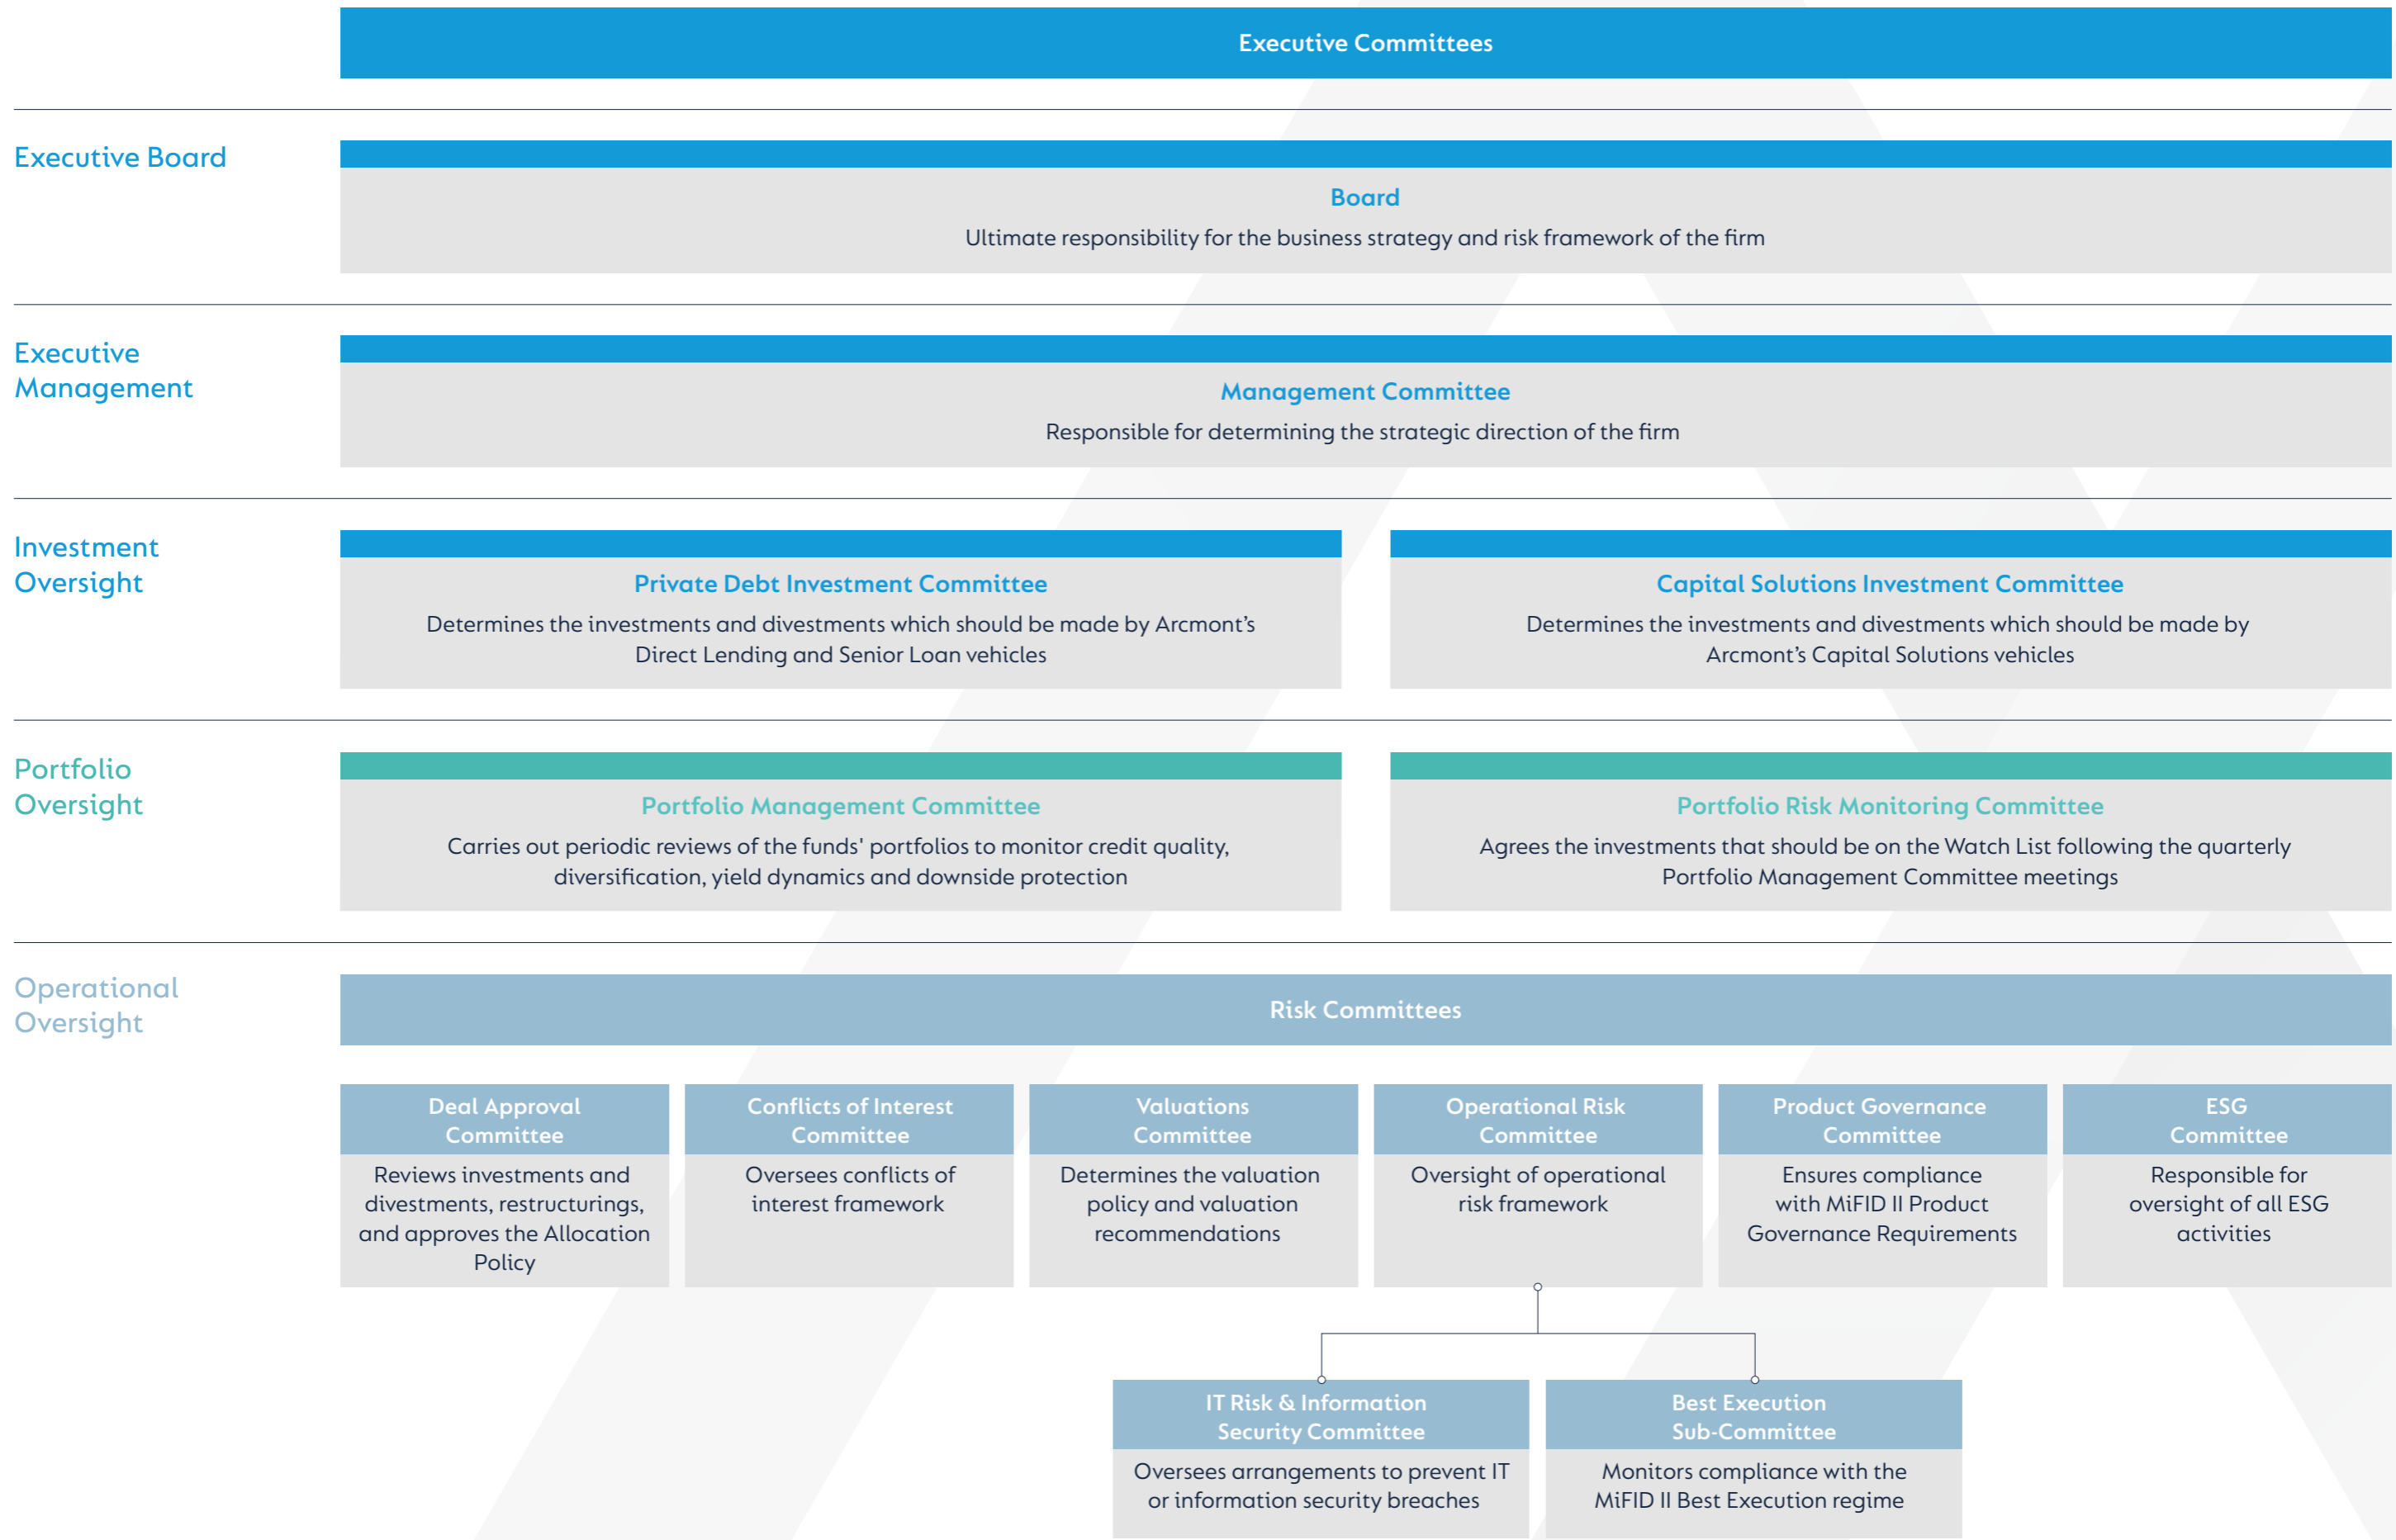 Executive Committees
Executive Board
Board
Ultimate responsibility for the business strategy and risk framework of the firm
Executive
Management
Management Committee
Responsible for determining the strategic direction of the firm
Investment
Oversight
Private Debt Investment Committee
Determines the investments and divestments which should be made by Arcmont’s
Direct Lending and Senior Loan vehicles
Capital Solutions Investment Committee
Determines the investments and divestments which should be made by
Arcmont’s Capital Solutions vehicles
Portfolio
Oversight
Portfolio Management Committee
Carries out periodic reviews of the funds' portfolios to monitor credit quality,
diversification, yield dynamics and downside protection
Portfolio Risk Monitoring Committee
Agrees the investments that should be on the Watch List following the quarterly
Portfolio Management Committee meetings
Operational
Oversight
Risk Committees
Deal Approval
Committee
Reviews investments and
divestments, restructurings,
and approves the Allocation
Policy
Conflicts of Interest
Committee
Oversees conflicts of
interest framework
Valuations
Committee
Determines the valuation
policy and valuation
recommendations
Operational Risk
Committee
Oversight of operational
risk framework
Product Governance
Committee
Ensures compliance
with MiFID II Product
Governance Requirements
ESG
Committee
Responsible for
oversight of all ESG
activities
IT Risk & Information
Security Committee
Oversees arrangements to prevent IT
or information security breaches
Best Execution
Sub-Committee
Monitors compliance with the
MiFID II Best Execution regime